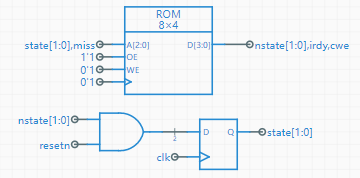 ROM
8×4
state[1:0],miss A[2:0] D[3:0] nstate[1:0],irdy,cwe
1'1 OE
0'1 WE
0'1
nstate[1:0] 2 D Q state[1:0]
resetn
clk